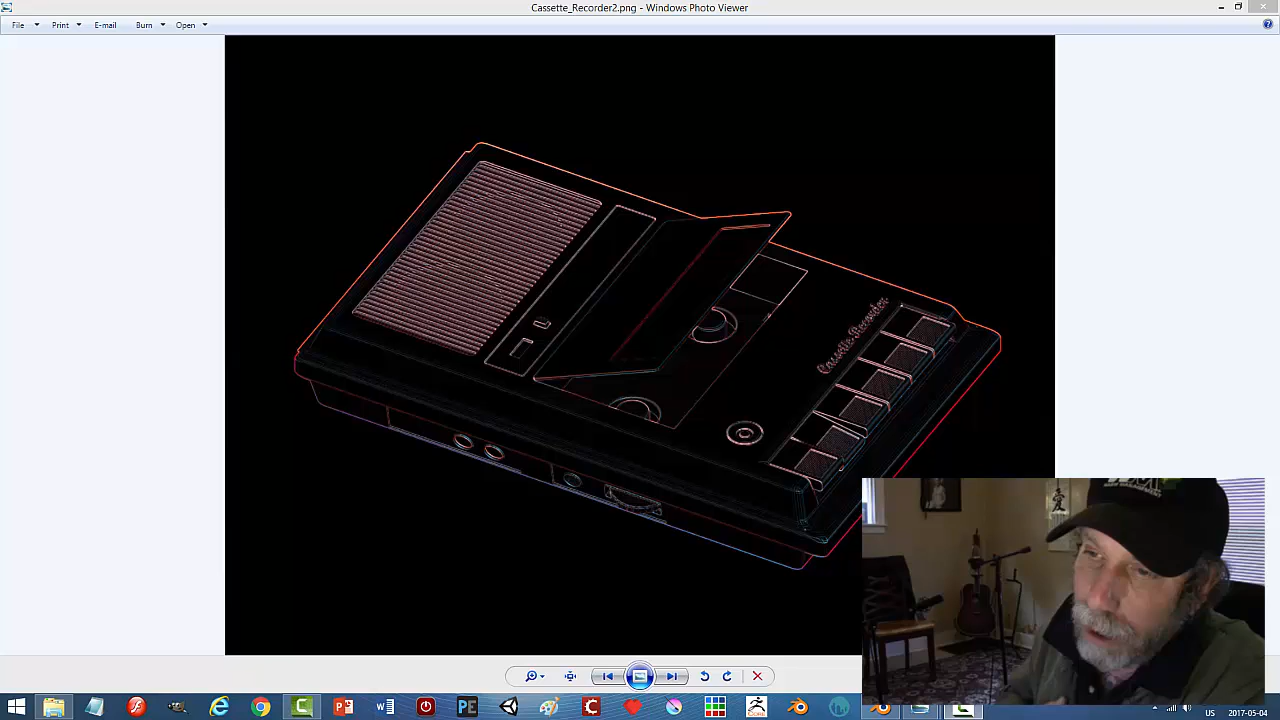 Cassette_Recorder2.png - Windows Photo Viewer
File Print E-mail Burn Open
Cassette Recorder
US 2017-05-04